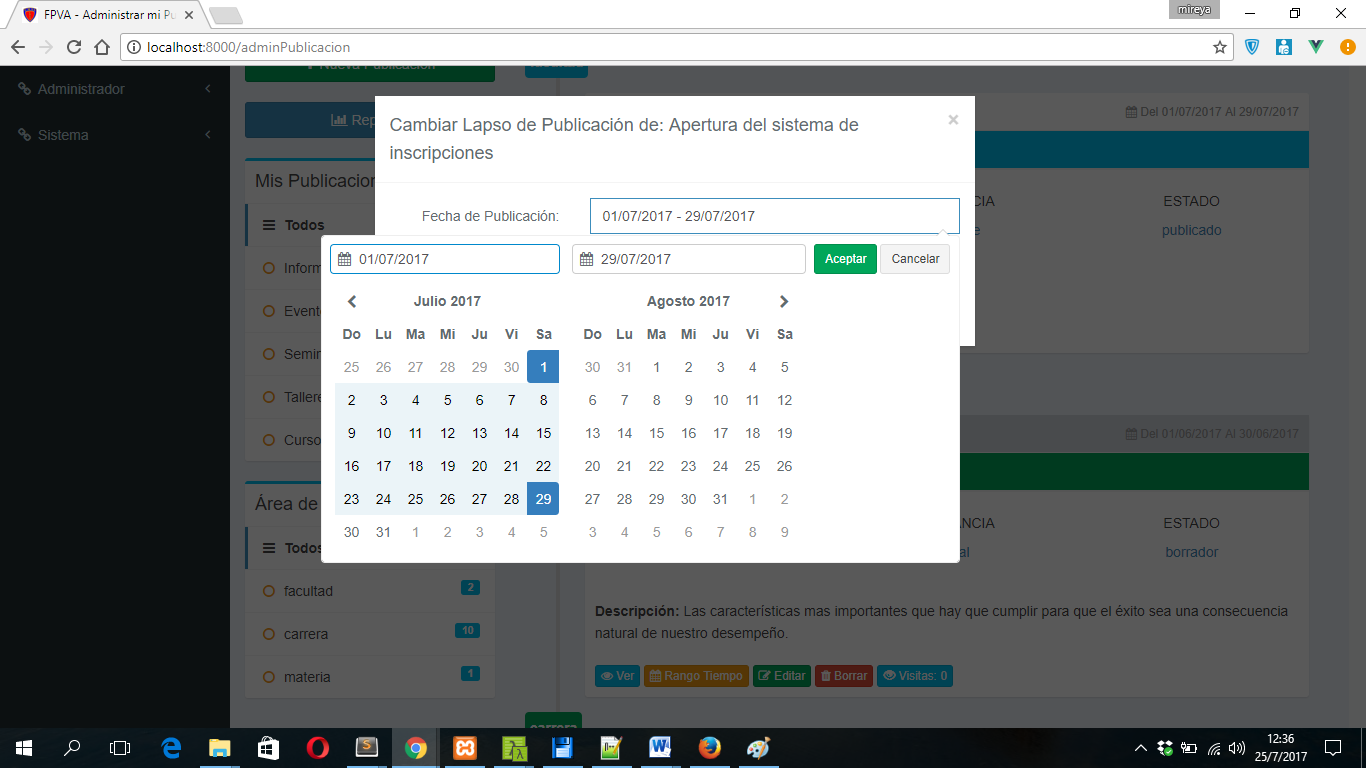 FPVA - Administrar mi Pu
mireya
localhost:8000/adminPublicacion
Administrador
Sistema
Nueva Publicación
Rep
Del 01/07/2017 Al 29/07/2017
Cambiar Lapso de Publicación de: Apertura del sistema de
inscripciones
×
Mis Publicacion
Todos
Inform
Evento
Semin
Tallere
Curso
Fecha de Publicación:
01/07/2017 - 29/07/2017
ESTADO
publicado
01/07/2017
29/07/2017
Aceptar
Cancelar
Julio 2017
Do Lu Ma Mi Ju Vi Sa
25 26 27 28 29 30 1
2 3 4 5 6 7 8
9 10 11 12 13 14 15
16 17 18 19 20 21 22
23 24 25 26 27 28 29
30 31 1 2 3 4 5
Agosto 2017
Do Lu Ma Mi Ju Vi Sa
30 31 1 2 3 4 5
6 7 8 9 10 11 12
13 14 15 16 17 18 19
20 21 22 23 24 25 26
27 28 29 30 31 1 2
3 4 5 6 7 8 9
Del 01/06/2017 Al 30/06/2017
Área de
Todos
facultad 2
carrera 10
materia 1
NCIA
ESTADO
al
borrador
Descripción: Las características mas importantes que hay que cumplir para que el éxito sea una consecuencia
natural de nuestro desempeño.
Ver
Rango Tiempo
Editar
Borrar
Visitas: 0
carrera
12:36
25/7/2017